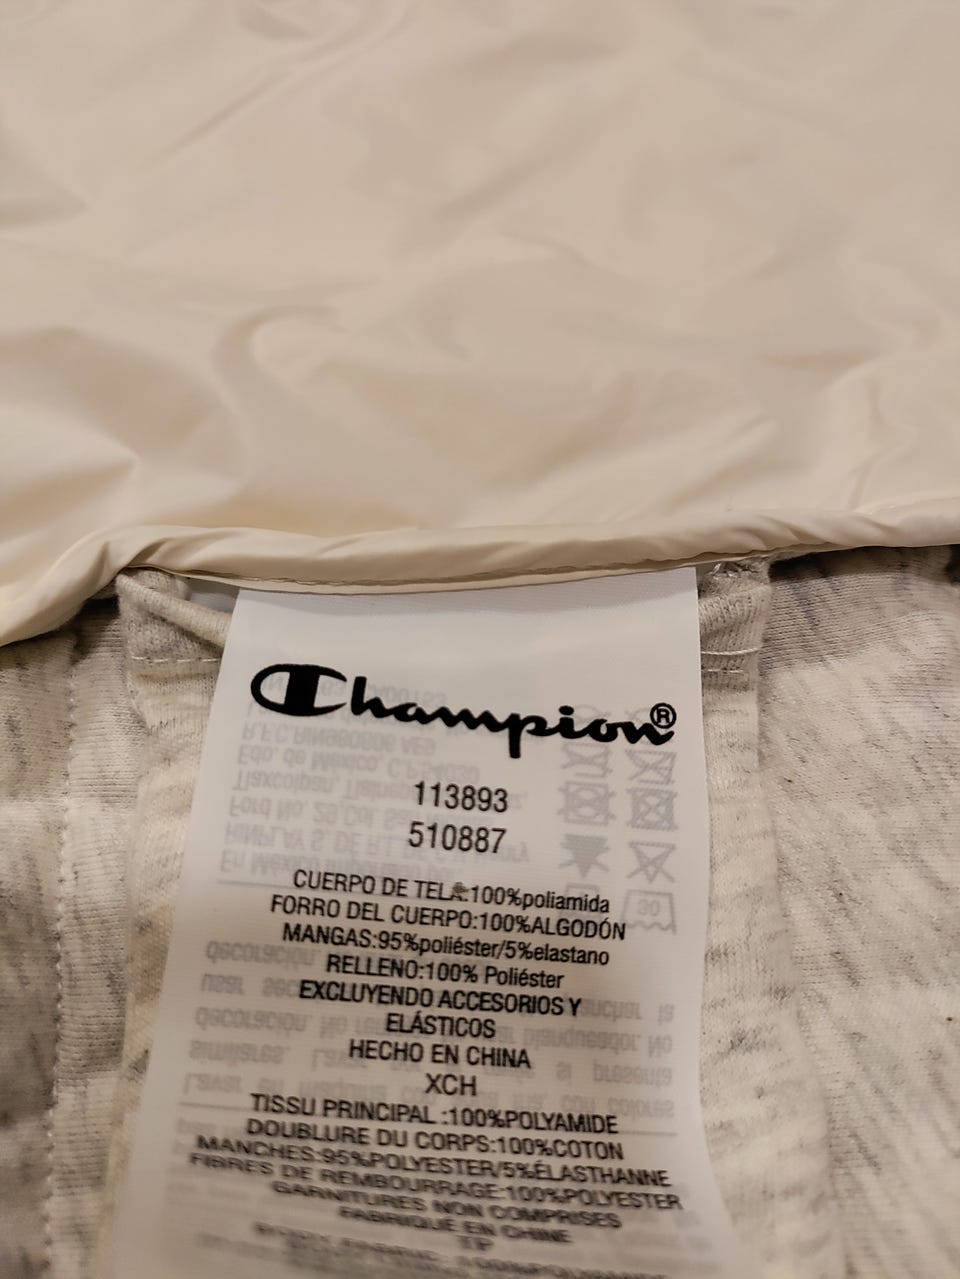 Champion®
113893
510887
CUERPO DE TELA:100%poliamida
FORRO DEL CUERPO:100%ALGODÓN
MANGAS:95%poliéster/5%elastano
RELLENO:100% Poliéster
EXCLUYENDO ACCESORIOS Y
ELÁSTICOS
HECHO EN CHINA
XCH
TISSU PRINCIPAL :100%POLYAMIDE
DOUBLURE DU CORPS:100%COTON
MANCHES:95%POLYESTER/5%ÉLASTHANNE
FIBRES DE REMBOURRAGE:100%POLYESTER
GARNITURES NON COMPRISES
FABRIQUÉ EN CHINE
TP